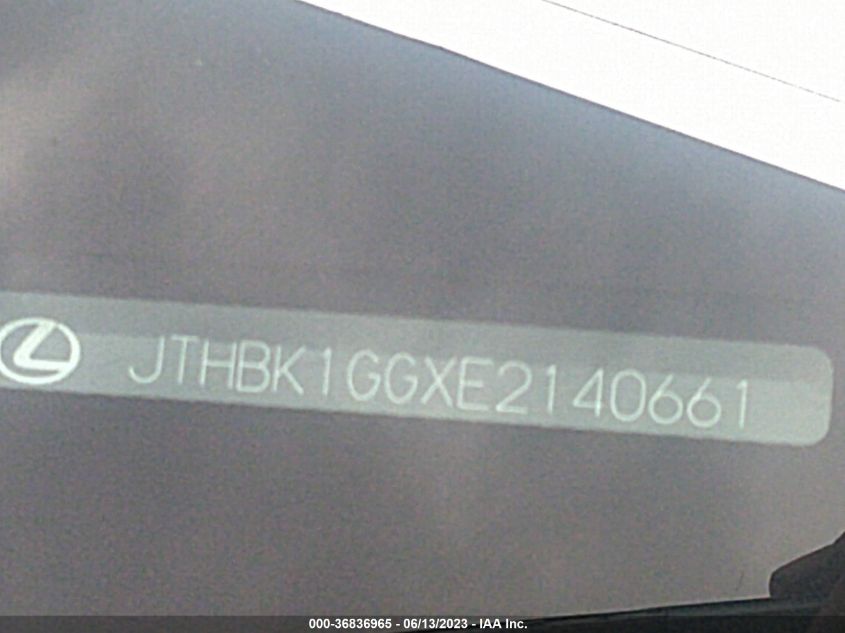 JTHBK1GGXE2140661
000-36836965 - 06/13/2023 - IAA Inc.